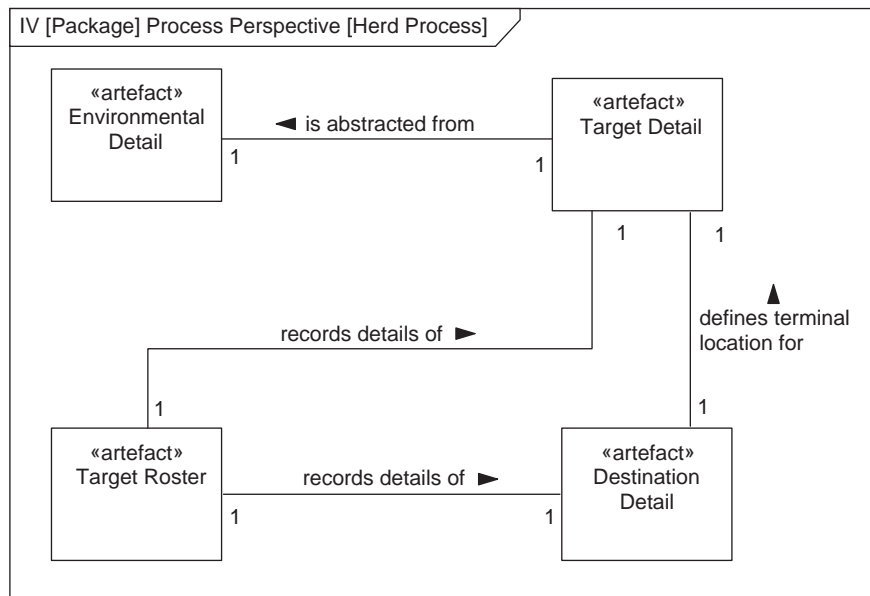 IV [Package] Process Perspective [Herd Process]
«artefact»
Environmental
Detail
is abstracted from
1
1
«artefact»
Target Detail
1
1
records details of
defines terminal
location for
1
1
«artefact»
Target Roster
records details of
1
1
«artefact»
Destination
Detail